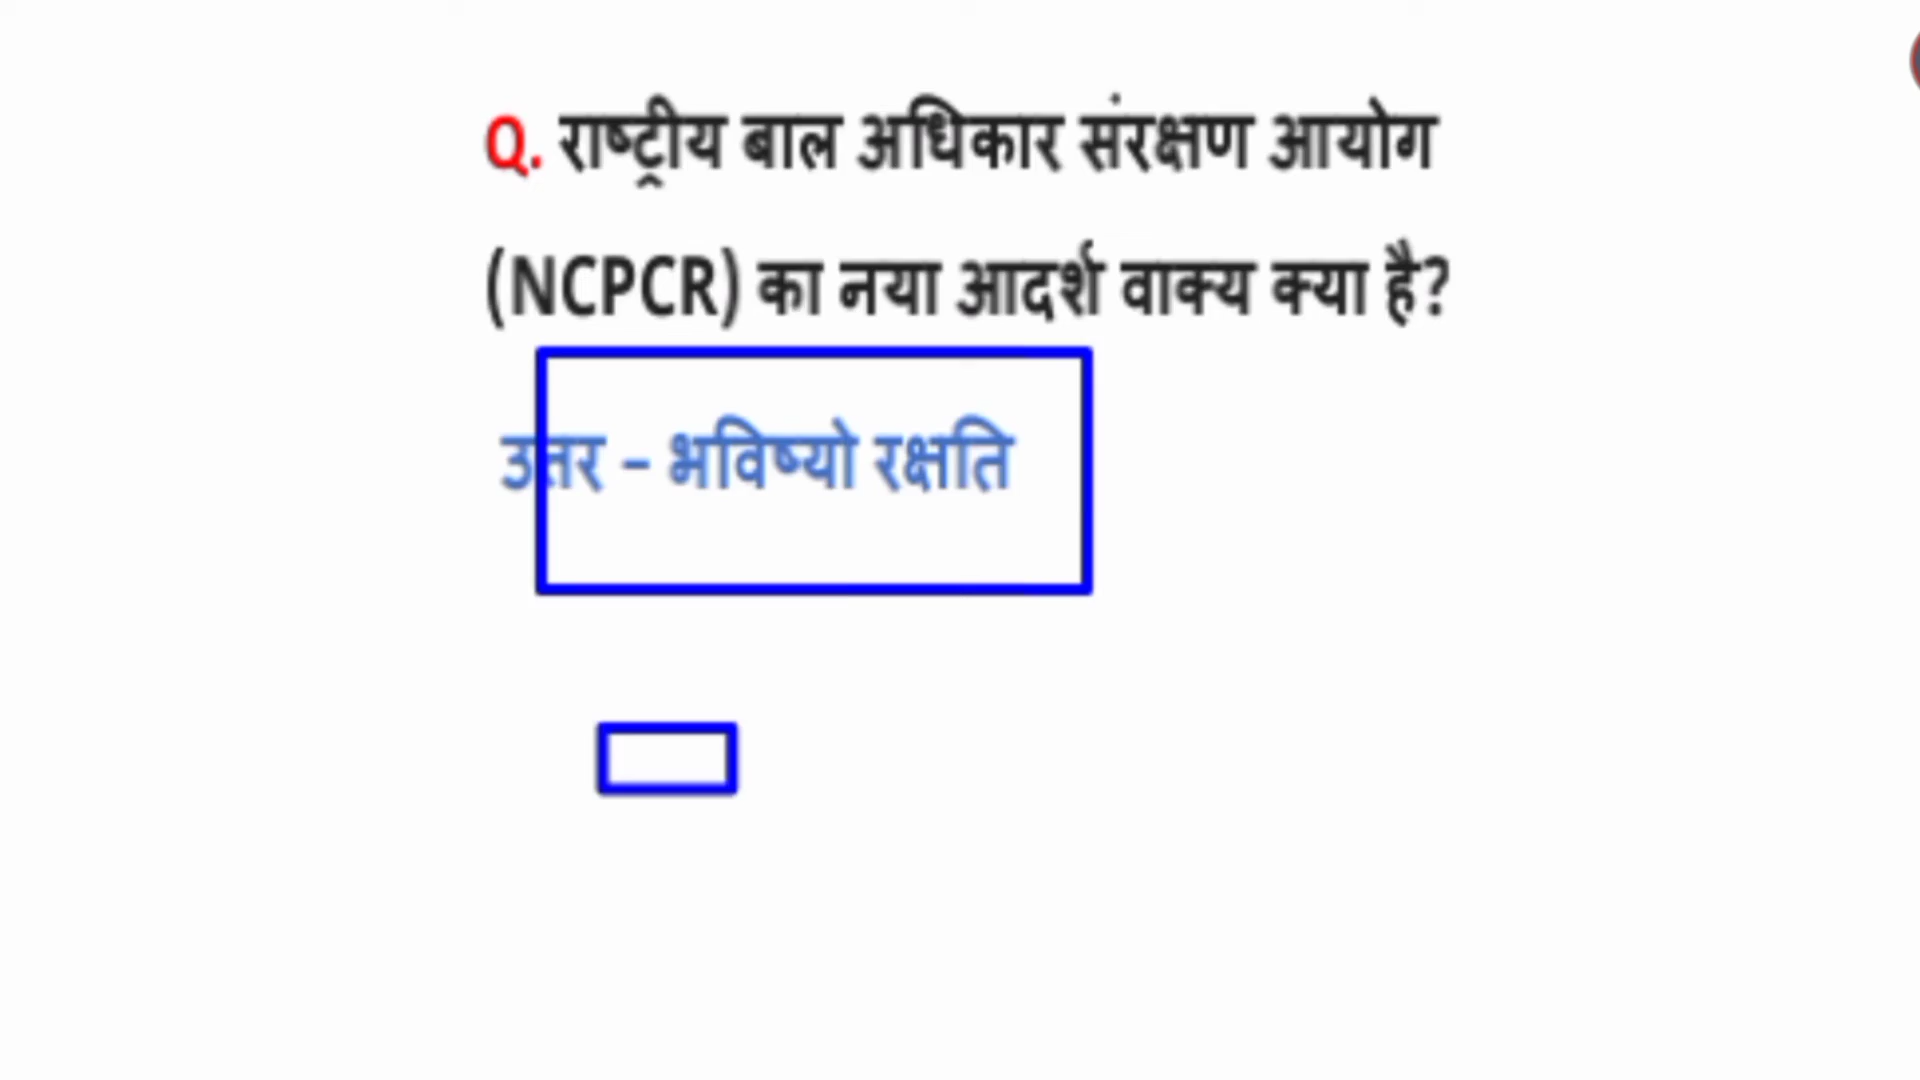 Q. राष्ट्रीय बाल अधिकार संरक्षण आयोग
(NCPCR) का नया आदर्श वाक्य क्या है?
उत्तर – भविष्यो रक्षति